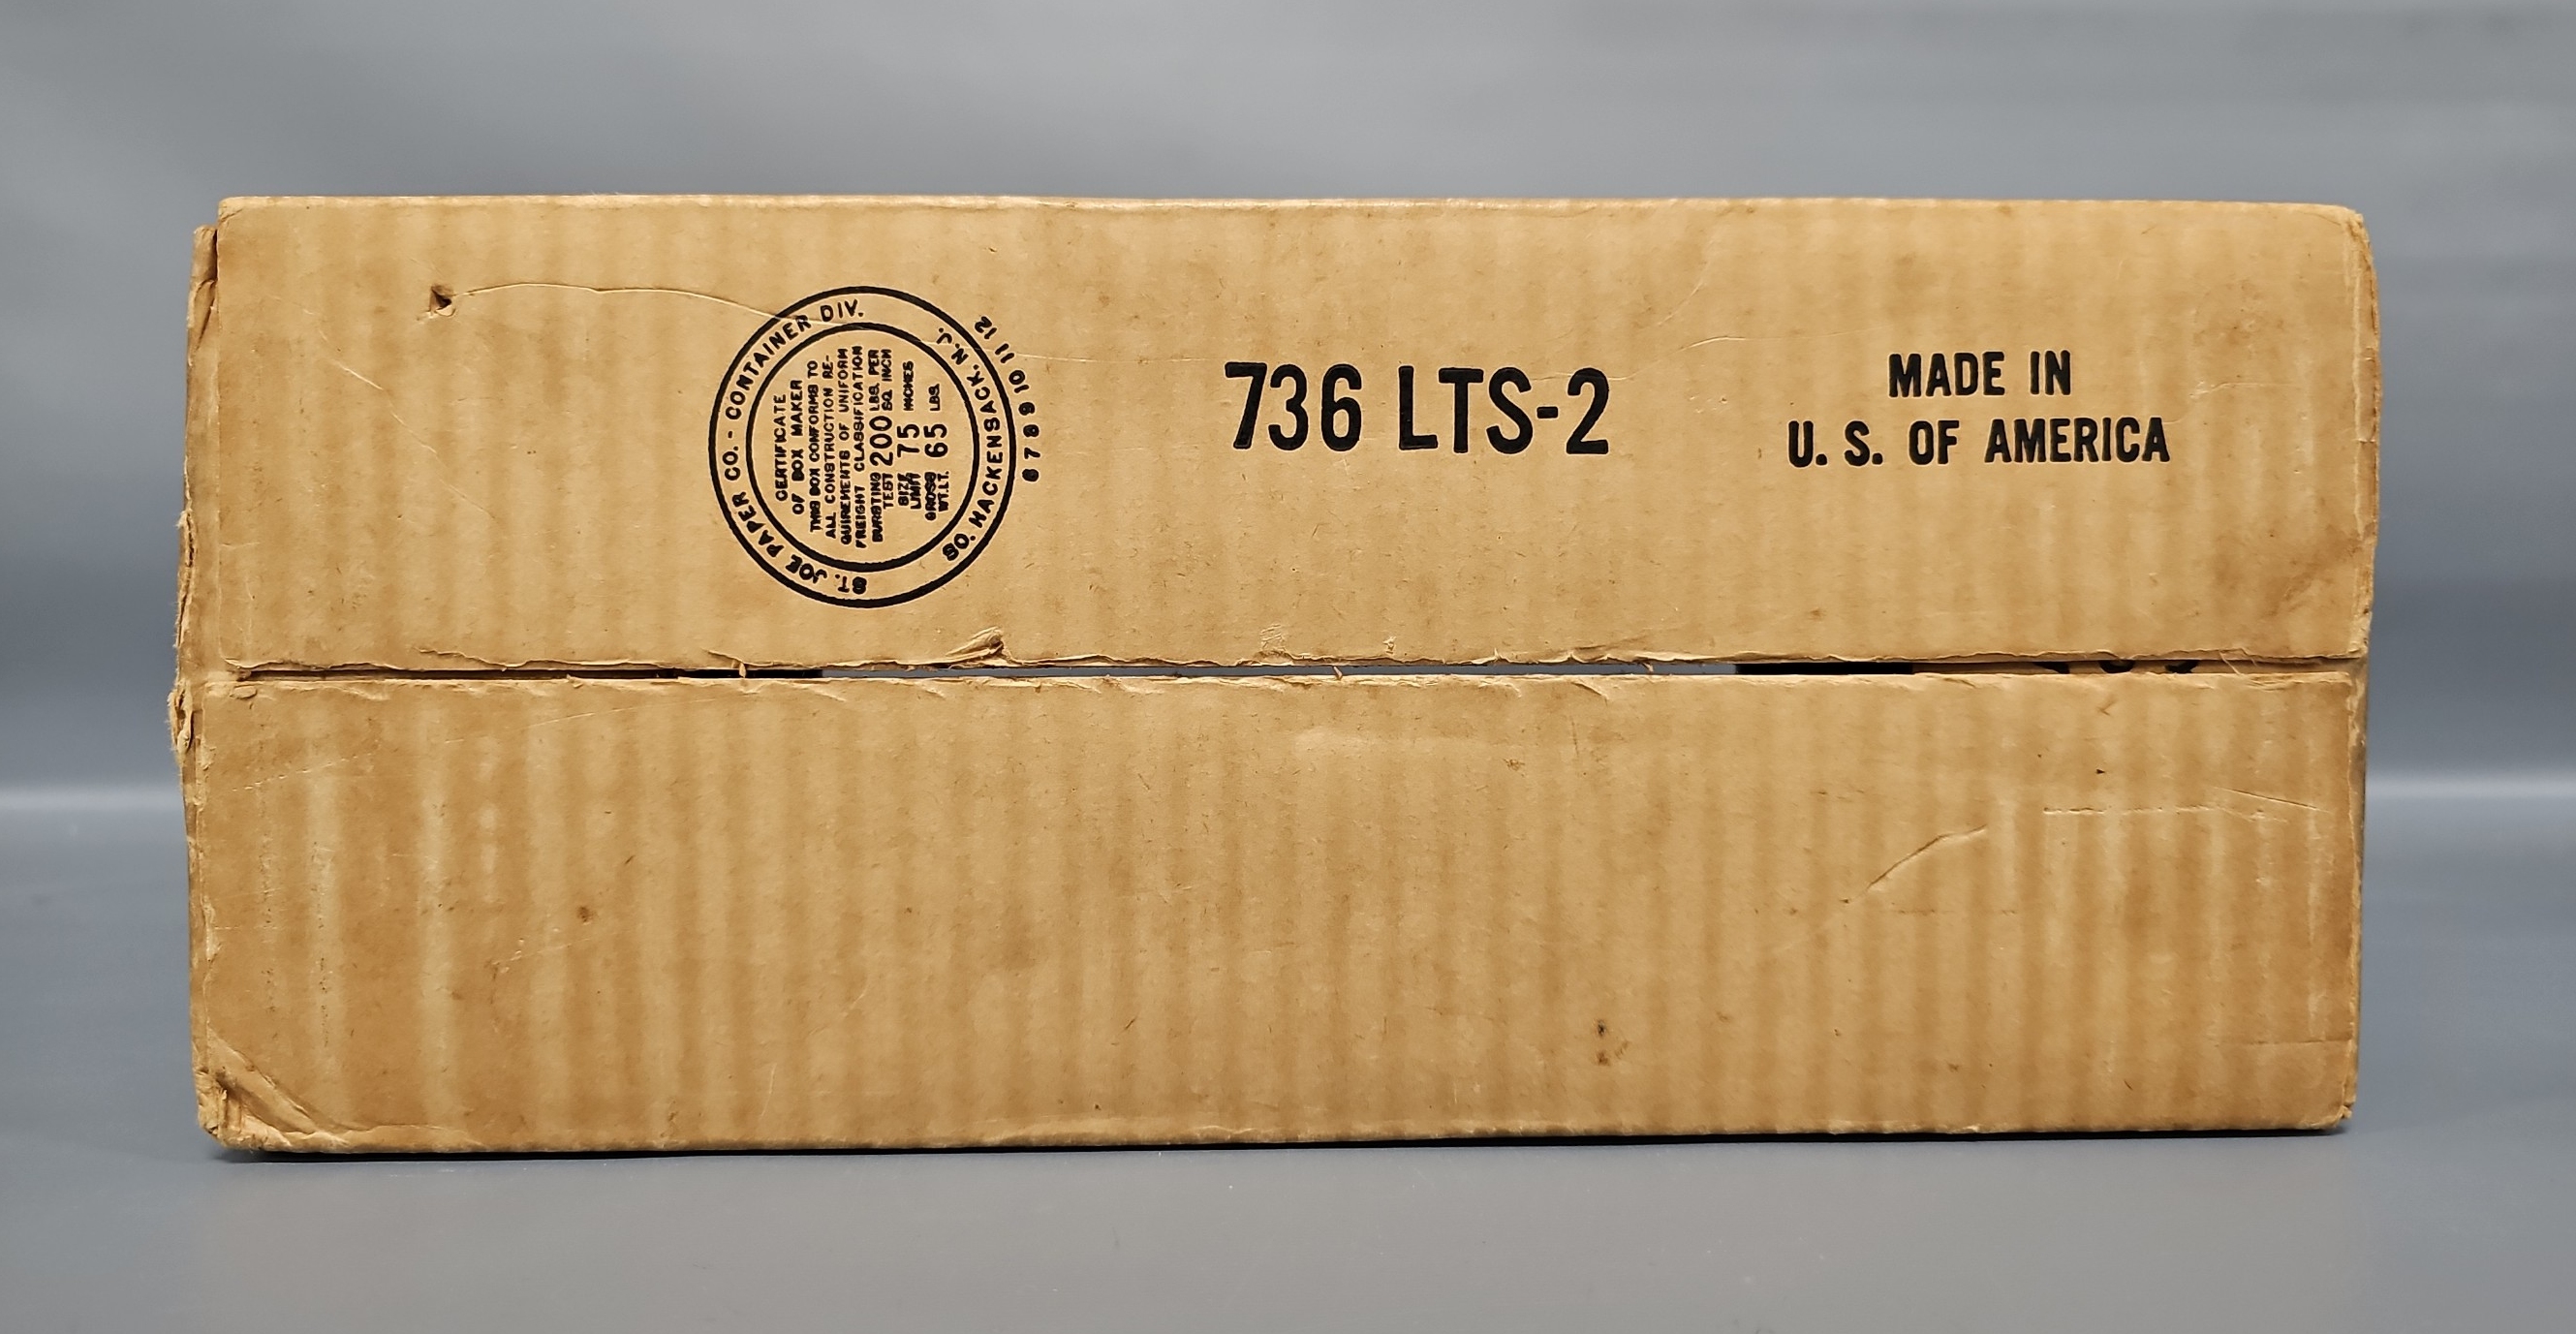 ST. JOE PAPER CO. - CONTAINER DIV.
CERTIFICATE
OF BOX MAKER
THIS BOX CONFORMS TO
ALL CONSTRUCTION RE-
QUIREMENTS OF UNIFORM
FREIGHT CLASSIFICATION
BURSTING TEST 200 LBS. PER SQ. INCH
SIZE LIMIT 75 INCHES
GROSS WT. LT. 65 LBS.
SO. HACKENSACK, N.J.
6 7 8 9 10 11 12
736 LTS-2
MADE IN
U. S. OF AMERICA